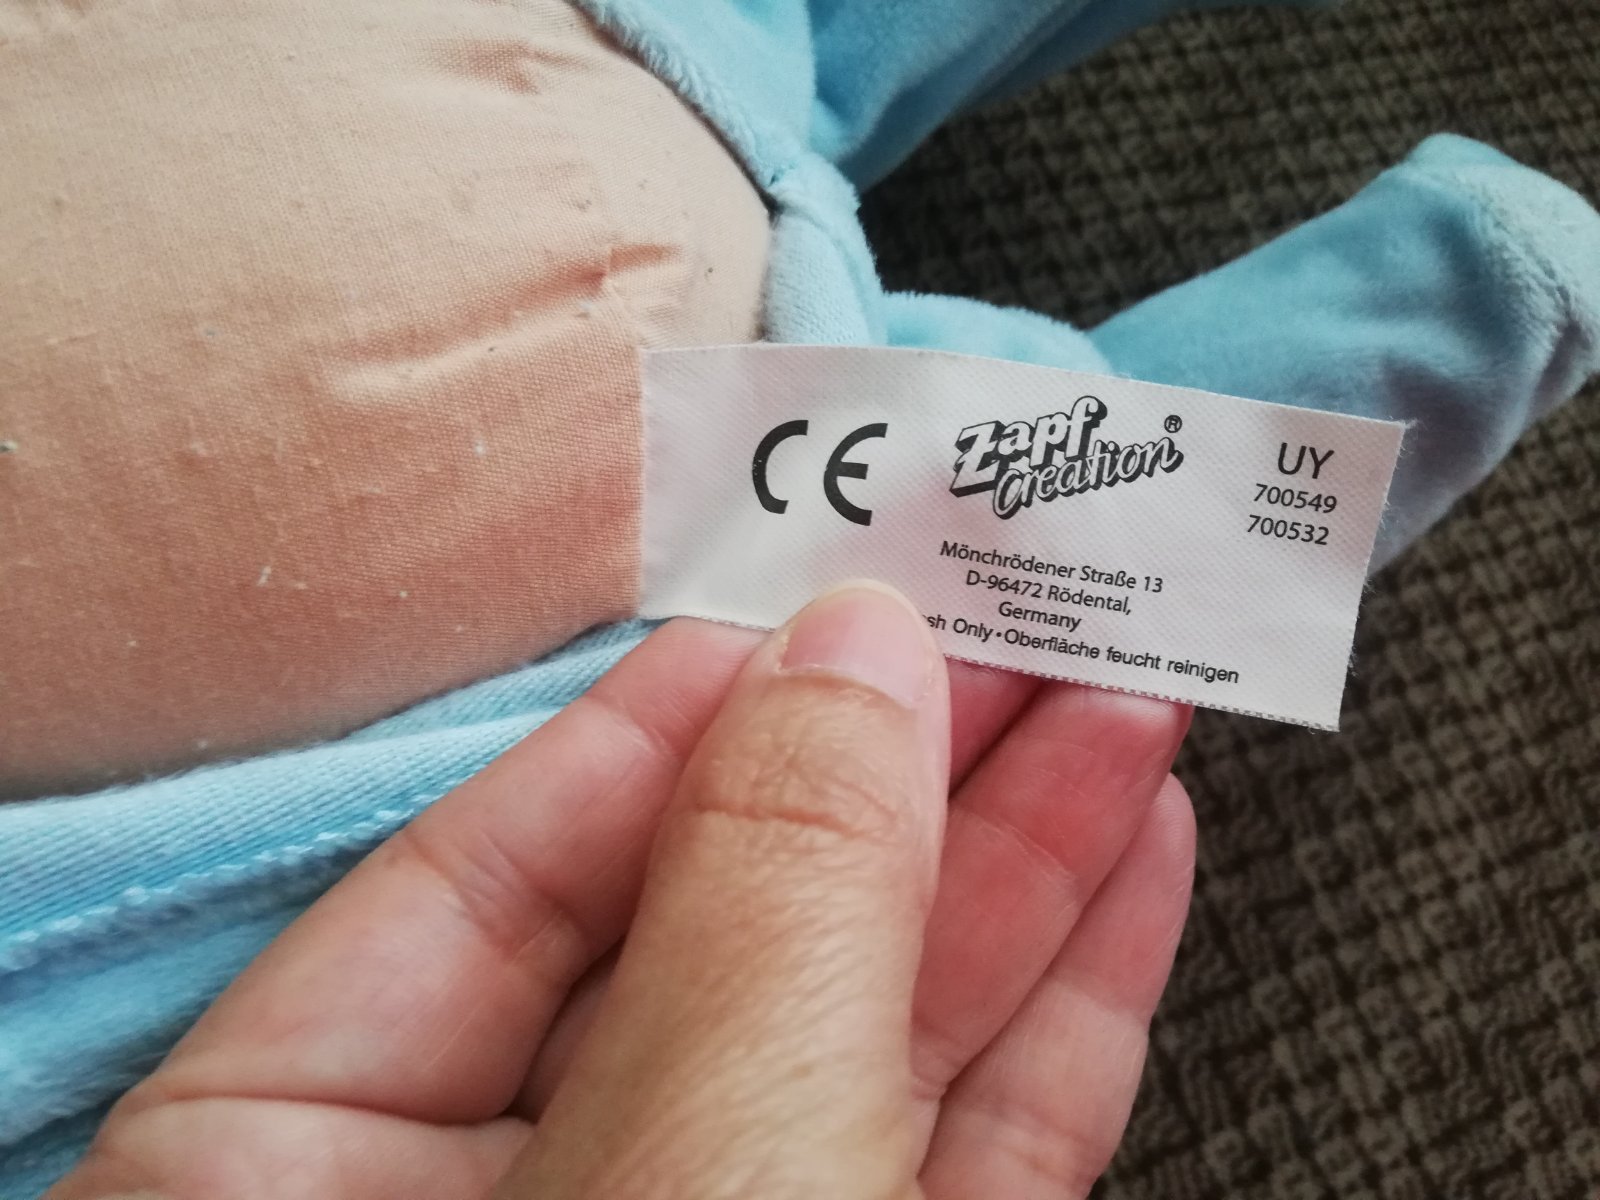 CE
Zapf
creation®
UY
700549
700532
Mönchrödener Straße 13
D-96472 Rödental,
Germany
Only • Oberfläche feucht reinigen